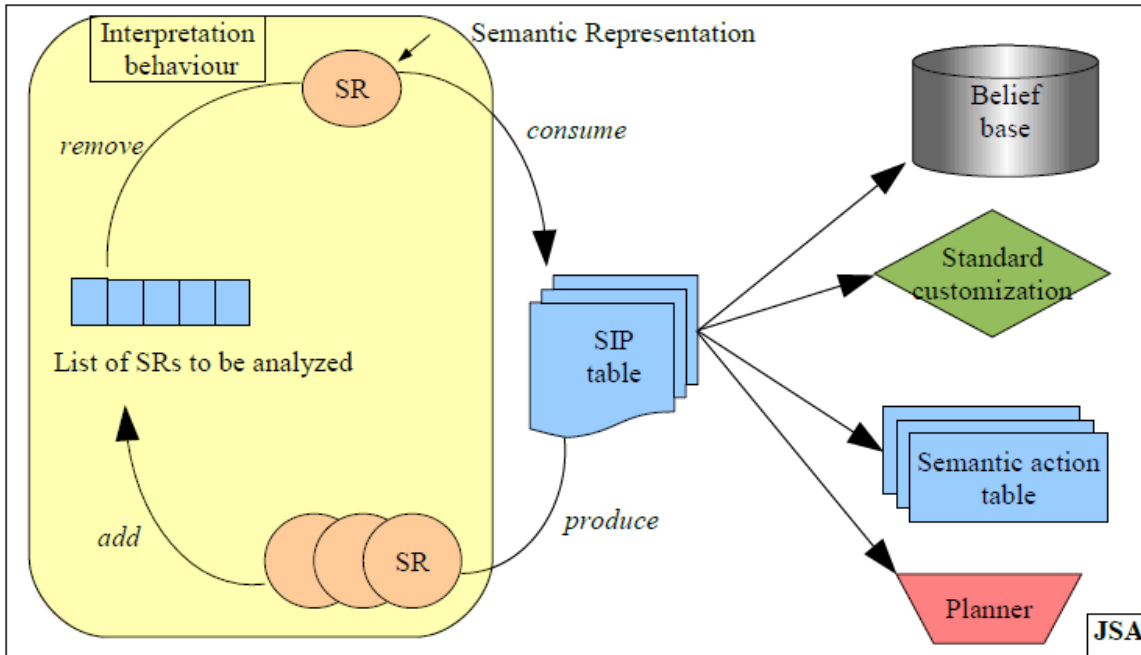 Interpretation
behaviour
Semantic Representation
SR
Belief
base
consume
remove
Standard
customization
SIP
table
List of SRs to be analyzed
Semantic action
table
produce
add
SR
Planner
JSA